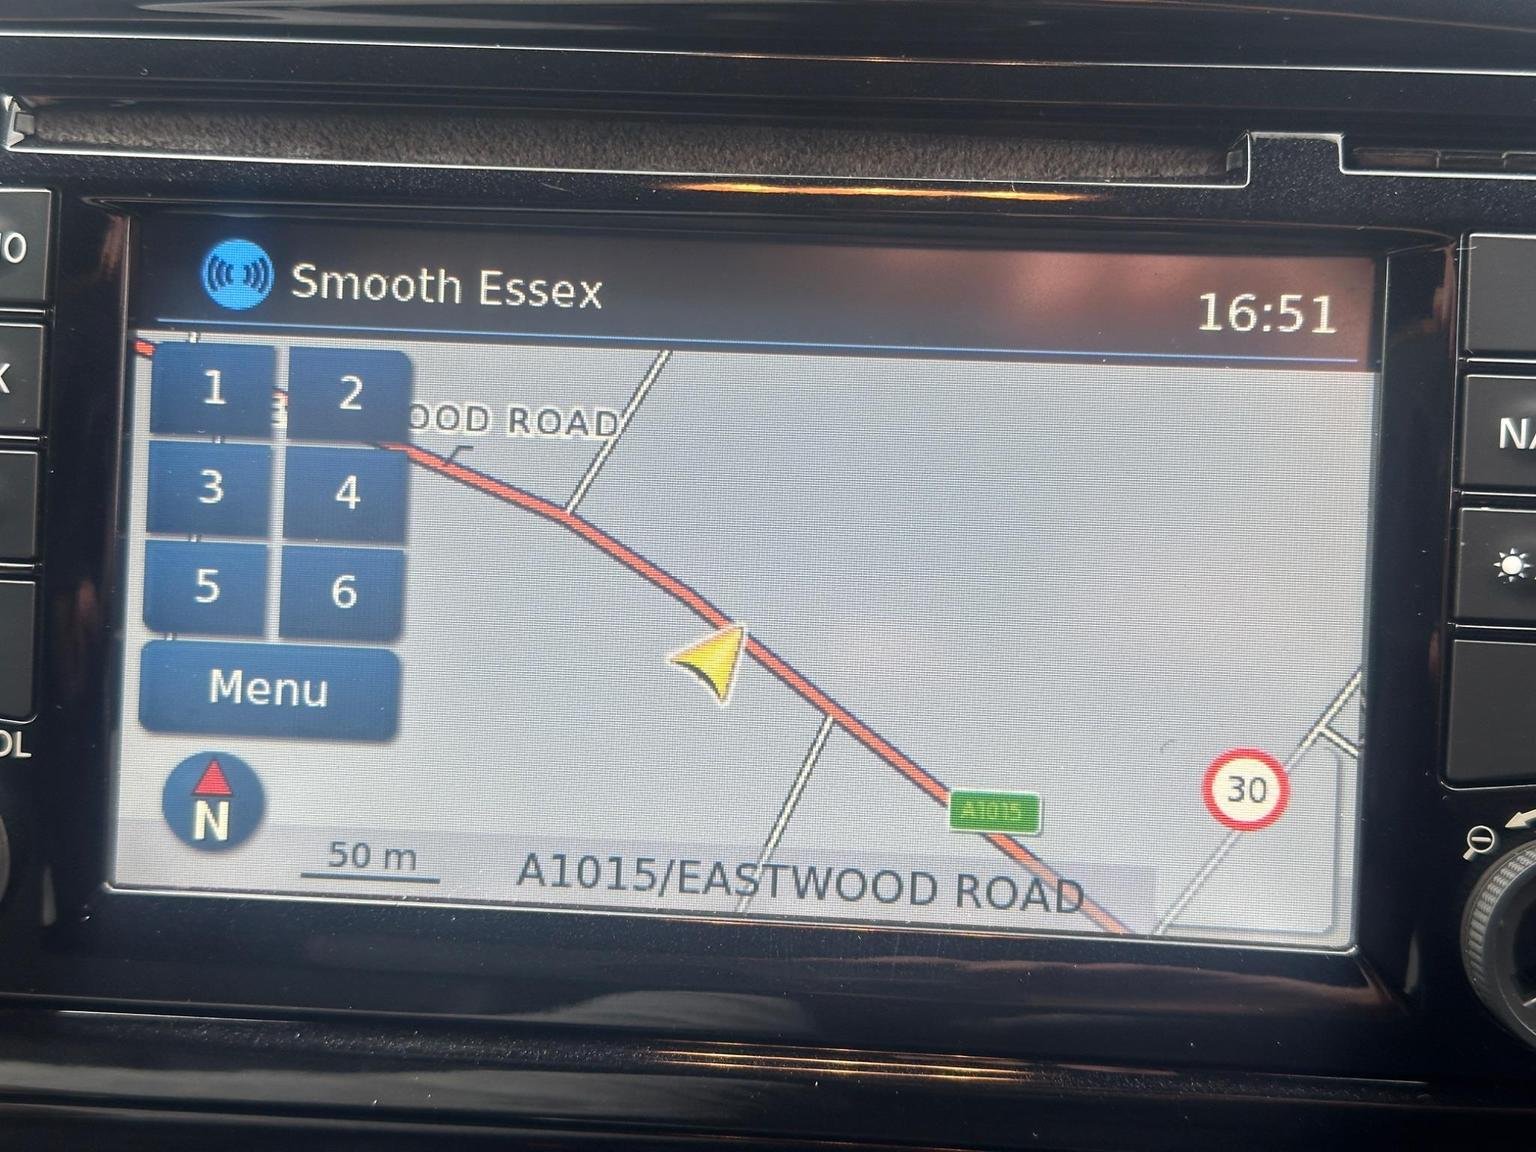 Smooth Essex
16:51
1
2
OOD ROAD
3
4
5
6
Menu
N
50 m
A1015/EASTWOOD ROAD
A1015
30
OL